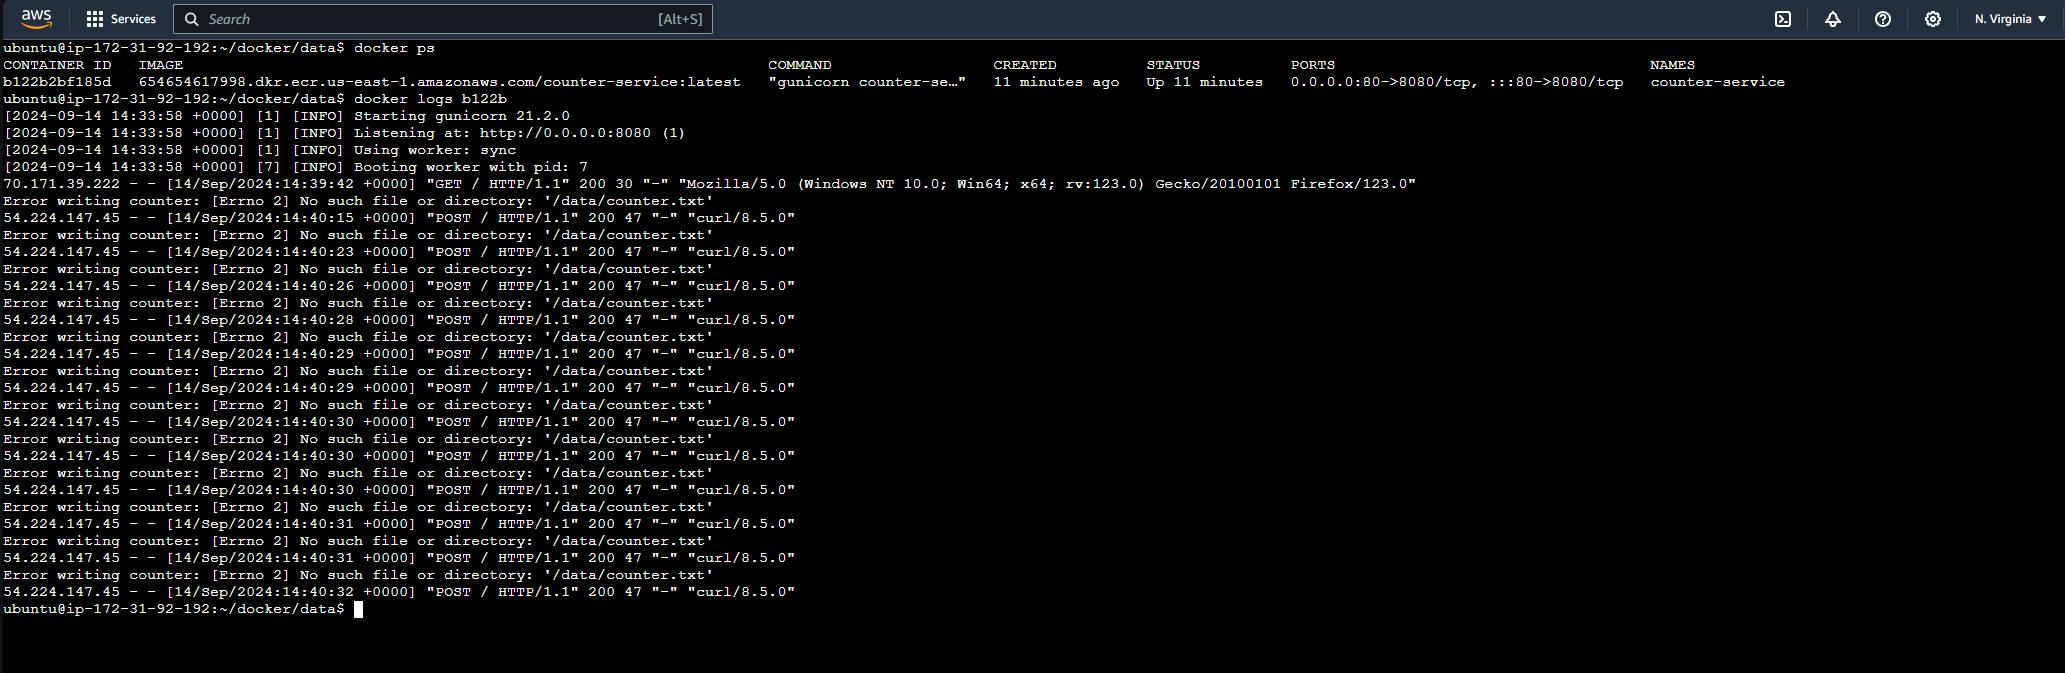 aws Services Search [Alt+S] N. Virginia
ubuntu@ip-172-31-92-192:~/docker/data$ docker ps
CONTAINER ID IMAGE COMMAND CREATED STATUS PORTS NAMES
b122b2bf185d 654654617998.dkr.ecr.us-east-1.amazonaws.com/counter-service:latest "gunicorn counter-se…" 11 minutes ago Up 11 minutes 0.0.0.0:80->8080/tcp, :::80->8080/tcp counter-service
ubuntu@ip-172-31-92-192:~/docker/data$ docker logs b122b
[2024-09-14 14:33:58 +0000] [1] [INFO] Starting gunicorn 21.2.0
[2024-09-14 14:33:58 +0000] [1] [INFO] Listening at: http://0.0.0.0:8080 (1)
[2024-09-14 14:33:58 +0000] [1] [INFO] Using worker: sync
[2024-09-14 14:33:58 +0000] [7] [INFO] Booting worker with pid: 7
70.171.39.222 - - [14/Sep/2024:14:39:42 +0000] "GET / HTTP/1.1" 200 30 "-" "Mozilla/5.0 (Windows NT 10.0; Win64; x64; rv:123.0) Gecko/20100101 Firefox/123.0"
Error writing counter: [Errno 2] No such file or directory: '/data/counter.txt'
54.224.147.45 - - [14/Sep/2024:14:40:15 +0000] "POST / HTTP/1.1" 200 47 "-" "curl/8.5.0"
Error writing counter: [Errno 2] No such file or directory: '/data/counter.txt'
54.224.147.45 - - [14/Sep/2024:14:40:23 +0000] "POST / HTTP/1.1" 200 47 "-" "curl/8.5.0"
Error writing counter: [Errno 2] No such file or directory: '/data/counter.txt'
54.224.147.45 - - [14/Sep/2024:14:40:26 +0000] "POST / HTTP/1.1" 200 47 "-" "curl/8.5.0"
Error writing counter: [Errno 2] No such file or directory: '/data/counter.txt'
54.224.147.45 - - [14/Sep/2024:14:40:28 +0000] "POST / HTTP/1.1" 200 47 "-" "curl/8.5.0"
Error writing counter: [Errno 2] No such file or directory: '/data/counter.txt'
54.224.147.45 - - [14/Sep/2024:14:40:29 +0000] "POST / HTTP/1.1" 200 47 "-" "curl/8.5.0"
Error writing counter: [Errno 2] No such file or directory: '/data/counter.txt'
54.224.147.45 - - [14/Sep/2024:14:40:29 +0000] "POST / HTTP/1.1" 200 47 "-" "curl/8.5.0"
Error writing counter: [Errno 2] No such file or directory: '/data/counter.txt'
54.224.147.45 - - [14/Sep/2024:14:40:30 +0000] "POST / HTTP/1.1" 200 47 "-" "curl/8.5.0"
Error writing counter: [Errno 2] No such file or directory: '/data/counter.txt'
54.224.147.45 - - [14/Sep/2024:14:40:30 +0000] "POST / HTTP/1.1" 200 47 "-" "curl/8.5.0"
Error writing counter: [Errno 2] No such file or directory: '/data/counter.txt'
54.224.147.45 - - [14/Sep/2024:14:40:30 +0000] "POST / HTTP/1.1" 200 47 "-" "curl/8.5.0"
Error writing counter: [Errno 2] No such file or directory: '/data/counter.txt'
54.224.147.45 - - [14/Sep/2024:14:40:31 +0000] "POST / HTTP/1.1" 200 47 "-" "curl/8.5.0"
Error writing counter: [Errno 2] No such file or directory: '/data/counter.txt'
54.224.147.45 - - [14/Sep/2024:14:40:31 +0000] "POST / HTTP/1.1" 200 47 "-" "curl/8.5.0"
Error writing counter: [Errno 2] No such file or directory: '/data/counter.txt'
54.224.147.45 - - [14/Sep/2024:14:40:32 +0000] "POST / HTTP/1.1" 200 47 "-" "curl/8.5.0"
ubuntu@ip-172-31-92-192:~/docker/data$